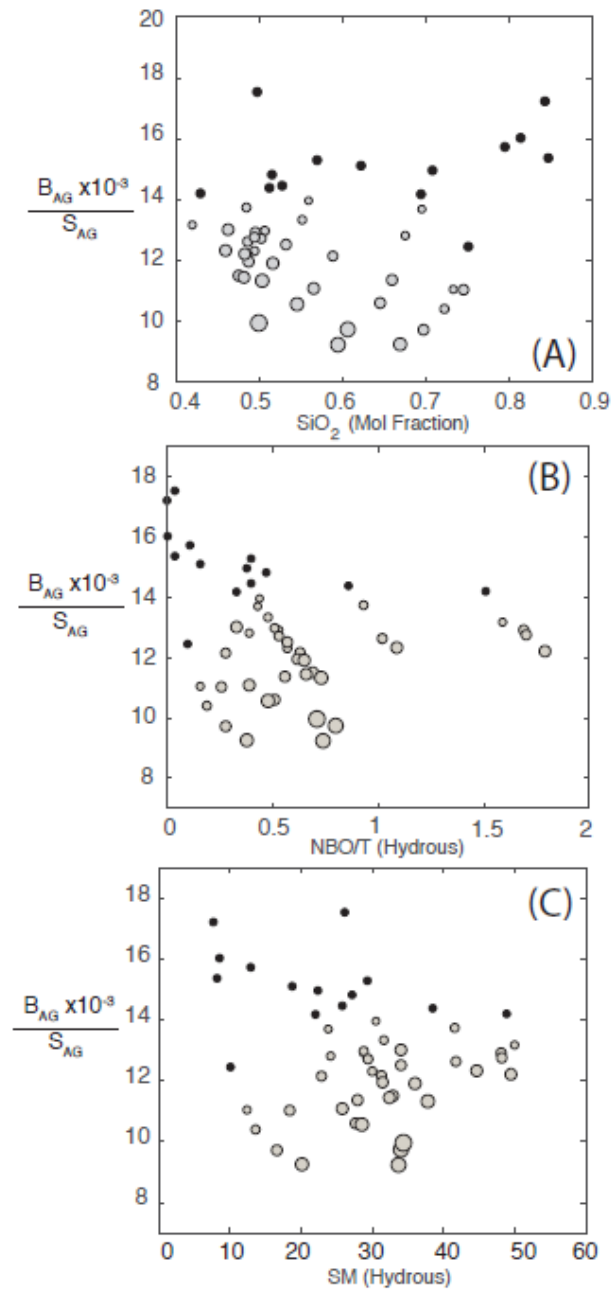 20
18
16
14
12
10
8
B_AG x10^-3
S_AG
(A)
0.4 0.5 0.6 0.7 0.8 0.9
SiO_2 (Mol Fraction)
18
16
14
12
10
8
B_AG x10^-3
S_AG
(B)
0 0.5 1 1.5 2
NBO/T (Hydrous)
18
16
14
12
10
8
B_AG x10^-3
S_AG
(C)
0 10 20 30 40 50 60
SM (Hydrous)